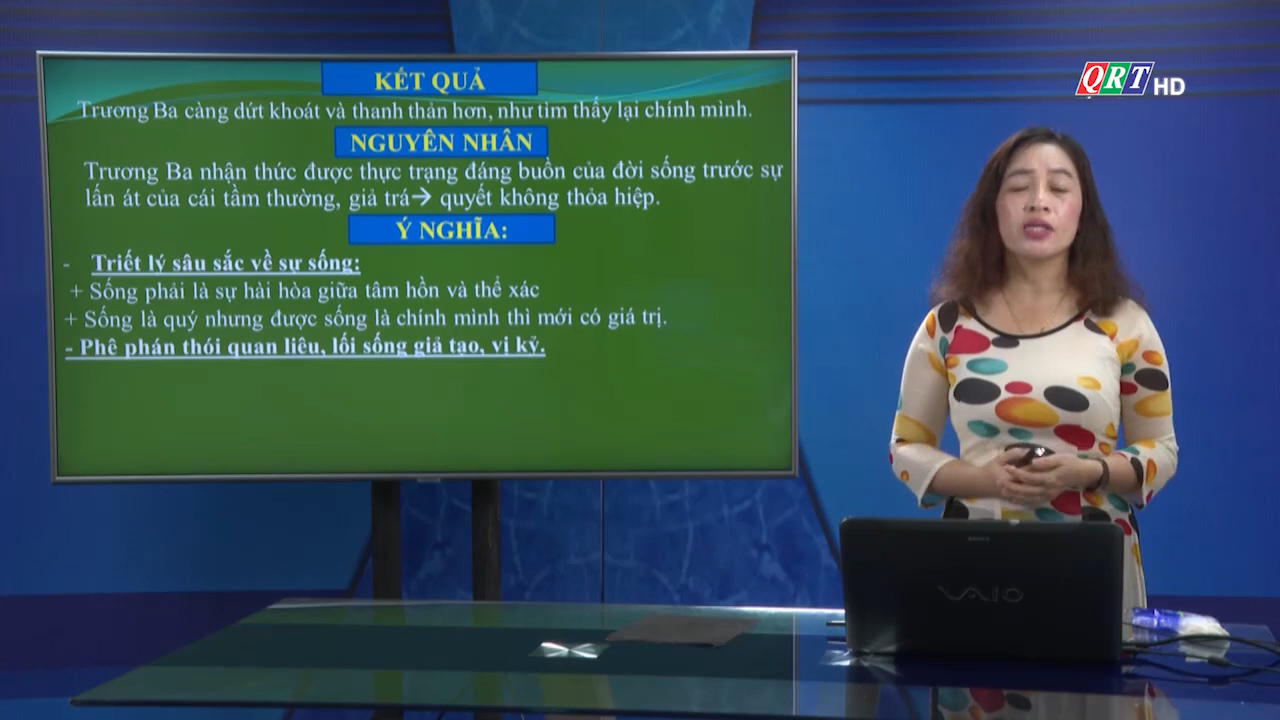 KẾT QUẢ
Trương Ba càng dứt khoát và thanh thản hơn, như tìm thấy lại chính mình.
NGUYÊN NHÂN
Trương Ba nhận thức được thực trạng đáng buồn của đời sống trước sự
lấn át của cái tầm thường, giả trá→ quyết không thỏa hiệp.
Ý NGHĨA:
- Triết lý sâu sắc về sự sống:
+ Sống phải là sự hài hòa giữa tâm hồn và thể xác
+ Sống là quý nhưng được sống là chính mình thì mới có giá trị.
- Phê phán thói quan liêu, lối sống giả tạo, vị kỷ.
QRT HD
SONY
VAIO